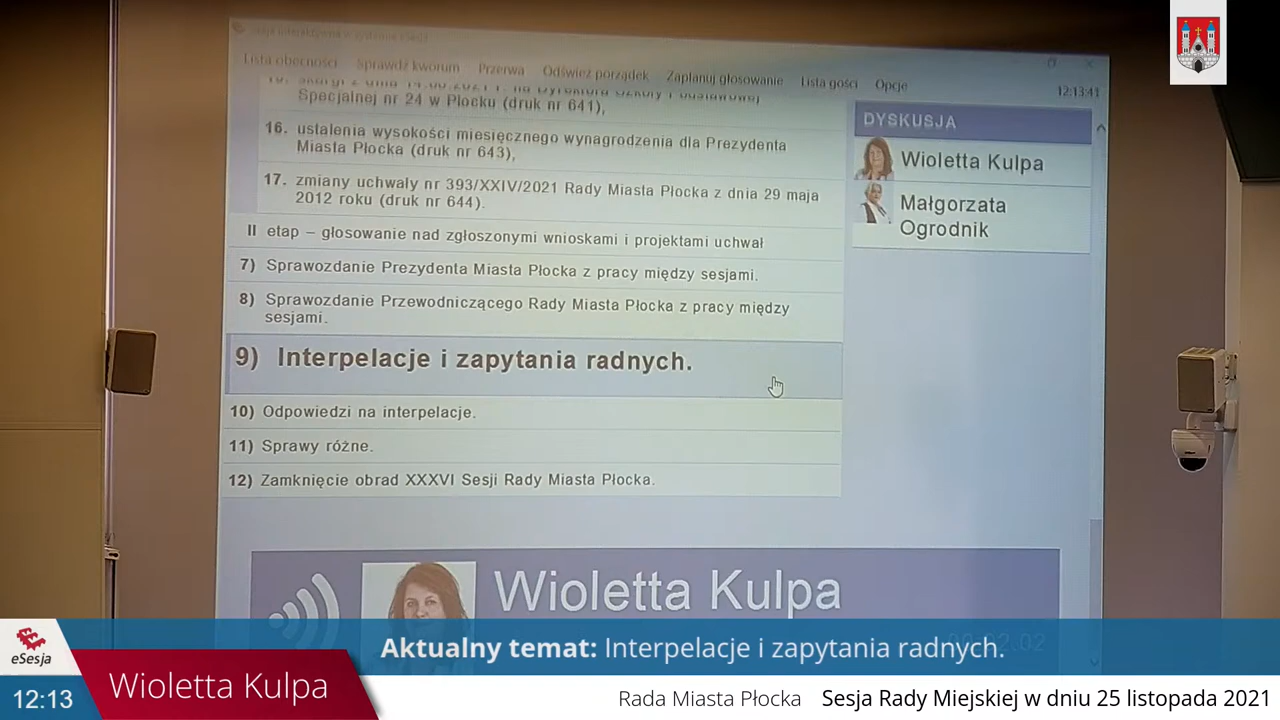 Lista obecności Sprawdź kworum Przerwa Odśwież porządek Zaplanuj głosowanie Lista gości Opcje
12:13:41
Specjalnej nr 24 w Płocku (druk nr 641),
16. ustalenia wysokości miesięcznego wynagrodzenia dla Prezydenta
Miasta Płocka (druk nr 643),
17. zmiany uchwały nr 393/XXIV/2021 Rady Miasta Płocka z dnia 29 maja
2012 roku (druk nr 644).
II etap – głosowanie nad zgłoszonymi wnioskami i projektami uchwał
7) Sprawozdanie Prezydenta Miasta Płocka z pracy między sesjami.
8) Sprawozdanie Przewodniczącego Rady Miasta Płocka z pracy między
sesjami.
9) Interpelacje i zapytania radnych.
10) Odpowiedzi na interpelacje.
11) Sprawy różne.
12) Zamknięcie obrad XXXVI Sesji Rady Miasta Płocka.
DYSKUSJA
Wioletta Kulpa
Małgorzata
Ogrodnik
Wioletta Kulpa
Aktualny temat: Interpelacje i zapytania radnych.
eSesja
12:13
Wioletta Kulpa
Rada Miasta Płocka Sesja Rady Miejskiej w dniu 25 listopada 2021